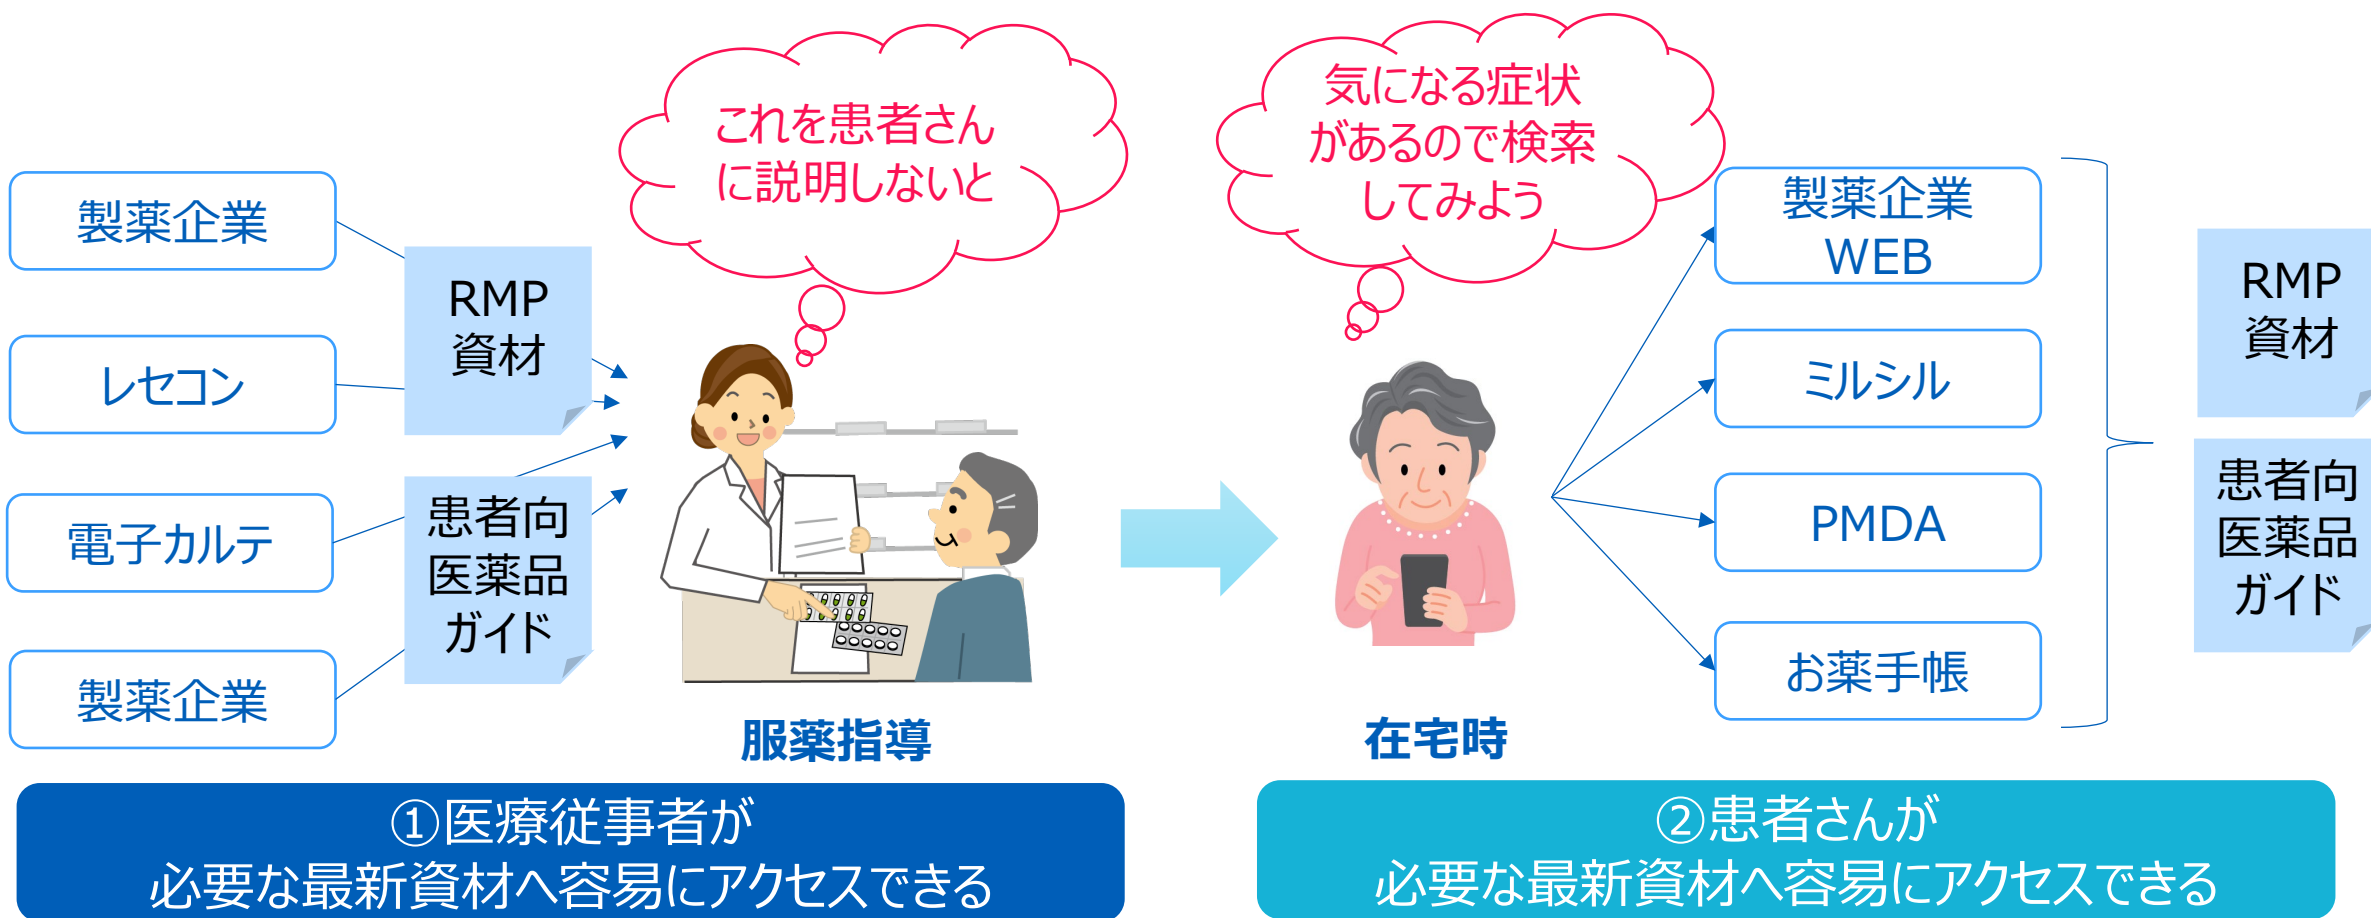 製薬企業
レセコン
電子カルテ
製薬企業
RMP
資材
患者向
医薬品
ガイド
これを患者さん
に説明しないと
服薬指導
①医療従事者が
必要な最新資材へ容易にアクセスできる
気になる症状
があるので検索
してみよう
在宅時
製薬企業
WEB
ミルシル
PMDA
お薬手帳
RMP
資材
患者向
医薬品
ガイド
②患者さんが
必要な最新資材へ容易にアクセスできる